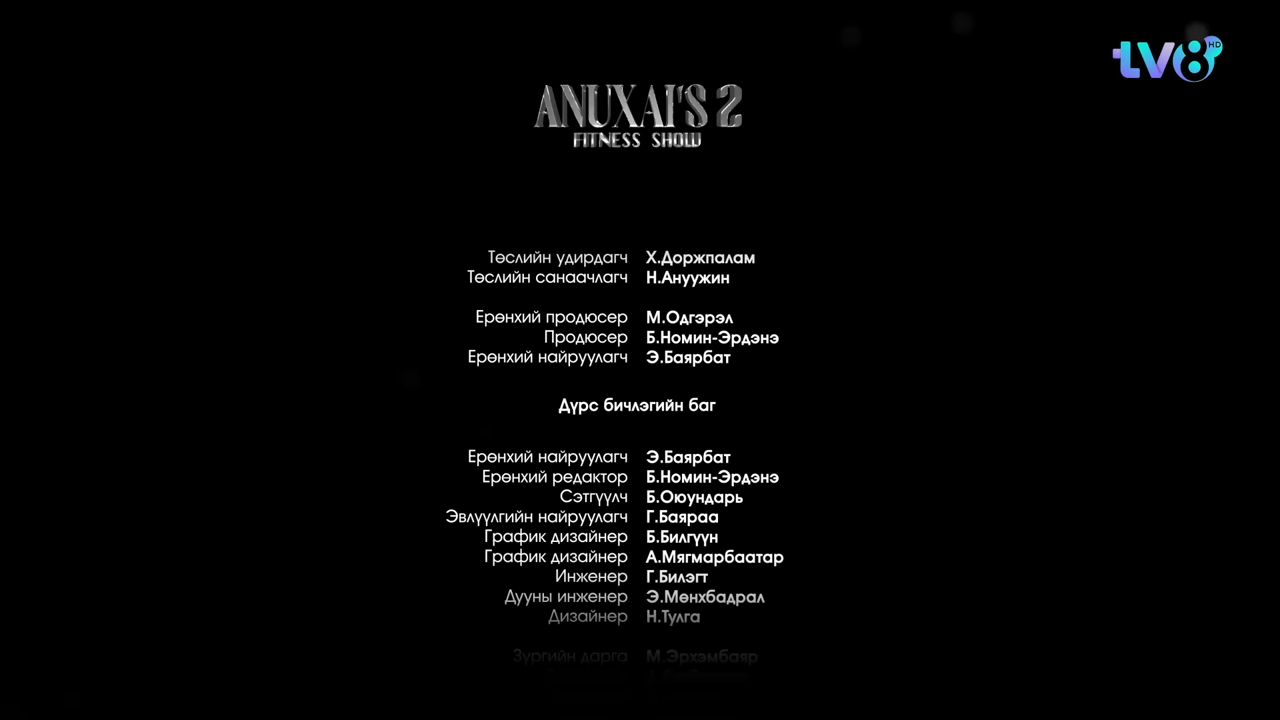 tv8 HD
ANUXAI'S 2
FITNESS SHOW
Төслийн удирдагч Х.Доржпалам
Төслийн санаачлагч Н.Ануужин
Ерөнхий продюсер М.Одгэрэл
Продюсер Б.Номин-Эрдэнэ
Ерөнхий найруулагч Э.Баярбат
Дүрс бичлэгийн баг
Ерөнхий найруулагч Э.Баярбат
Ерөнхий редактор Б.Номин-Эрдэнэ
Сэтгүүлч Б.Оюундарь
Эвлүүлгийн найруулагч Г.Баяраа
График дизайнер Б.Билгүүн
График дизайнер А.Мягмарбаатар
Инженер Г.Билэгт
Дууны инженер Э.Мөнхбадрал
Дизайнер Н.Тулга
Зургийн дарга М.Эрхэмбаяр